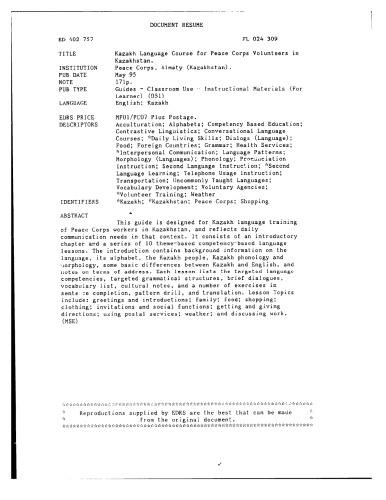 DOCUMENT RESUME
ED 402 757 FL 024 309
TITLE Kazakh Language Course for Peace Corps Volunteers in
Kazakhstan.
INSTITUTION Peace Corps, Almaty (Kazakhstan).
PUB DATE May 95
NOTE 171p.
PUB TYPE Guides - Classroom Use - Instructional Materials (For
Learner) (051)
LANGUAGE English; Kazakh
EDRS PRICE MF01/PC07 Plus Postage.
DESCRIPTORS Acculturation; Alphabets; Competency Based Education;
Contrastive Linguistics; Conversational Language
Courses; *Daily Living Skills; Dialogs (Language);
Food; Foreign Countries; Grammar; Health Services;
*Interpersonal Communication; Language Patterns;
Morphology (Languages); Phonology; Pronunciation
Instruction; Second Language Instruction; *Second
Language Learning; Telephone Usage Instruction;
Transportation; Uncommonly Taught Languages;
Vocabulary Development; Voluntary Agencies;
*Volunteer Training; Weather
IDENTIFIERS *Kazakh; *Kazakhstan; Peace Corps; Shopping
ABSTRACT
This guide is designed for Kazakh language training
of Peace Corps workers in Kazakhstan, and reflects daily
communication needs in that context. It consists of an introductory
chapter and a series of 10 theme-based competency-based language
lessons. The introduction contains background information on the
language, its alphabet, the Kazakh people, Kazakh phonology and
morphology, some basic differences between Kazakh and English, and
notes on terms of address. Each lesson lists the targeted language
competencies, targeted grammatical structures, brief dialogues,
vocabulary list, cultural notes, and a number of exercises in
sentence completion, pattern drill, and translation. Lesson Topics
include: greetings and introductions; family; food; shopping;
clothing; invitations and social functions; getting and giving
directions; using postal services; weather; and discussing work.
(MSE)
***********************************************************************
* Reproductions supplied by EDRS are the best that can be made *
* from the original document. *
***********************************************************************